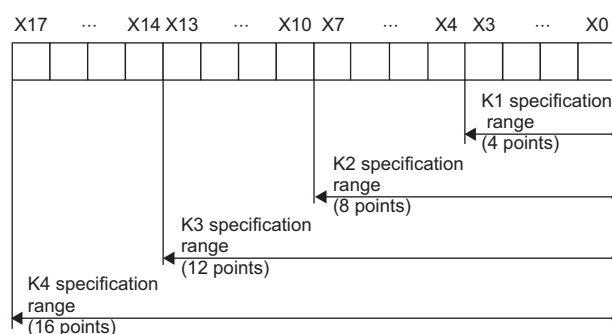 X17 ... X14 X13 ... X10 X7 ... X4 X3 ... X0
K1 specification
range
(4 points)
K2 specification
range
(8 points)
K3 specification
range
(12 points)
K4 specification
range
(16 points)